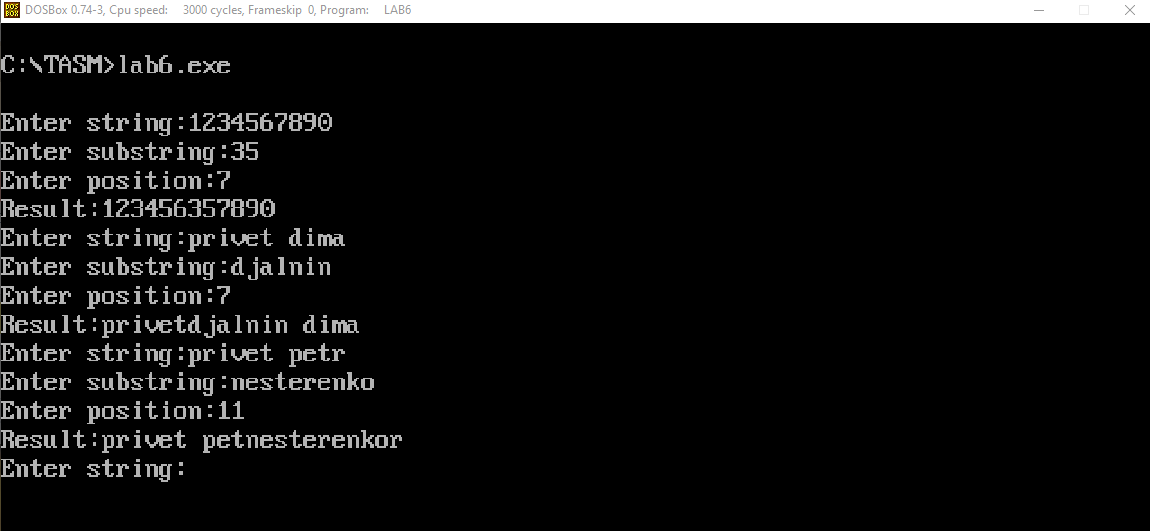 DOS BOX
DOSBox 0.74-3, Cpu speed: 3000 cycles, Frameskip 0, Program: LAB6
C:\TASM>lab6.exe
Enter string:1234567890
Enter substring:35
Enter position:7
Result:123456357890
Enter string:privet dima
Enter substring:djalnin
Enter position:7
Result:privetdjalnin dima
Enter string:privet petr
Enter substring:nesterenko
Enter position:11
Result:privet petnesterenkor
Enter string: